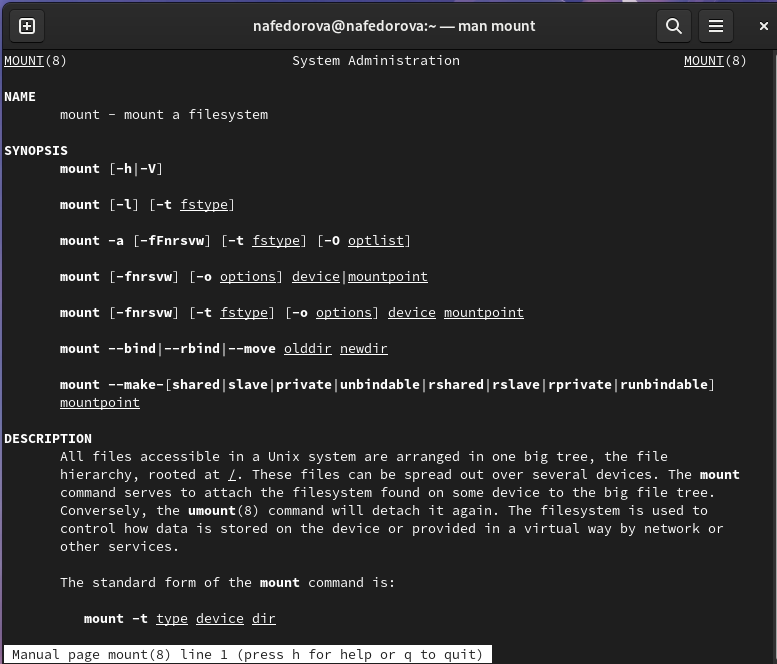 nafedorova@nafedorova:~ — man mount
MOUNT(8) System Administration MOUNT(8)
NAME
mount - mount a filesystem
SYNOPSIS
mount [-h|-V]
mount [-l] [-t fstype]
mount -a [-fFnrsvw] [-t fstype] [-O optlist]
mount [-fnrsvw] [-o options] device|mountpoint
mount [-fnrsvw] [-t fstype] [-o options] device mountpoint
mount --bind|--rbind|--move olddir newdir
mount --make-[shared|slave|private|unbindable|rshared|rslave|rprivate|runbindable]
mountpoint
DESCRIPTION
All files accessible in a Unix system are arranged in one big tree, the file
hierarchy, rooted at /. These files can be spread out over several devices. The mount
command serves to attach the filesystem found on some device to the big file tree.
Conversely, the umount(8) command will detach it again. The filesystem is used to
control how data is stored on the device or provided in a virtual way by network or
other services.
The standard form of the mount command is:
mount -t type device dir
Manual page mount(8) line 1 (press h for help or q to quit)